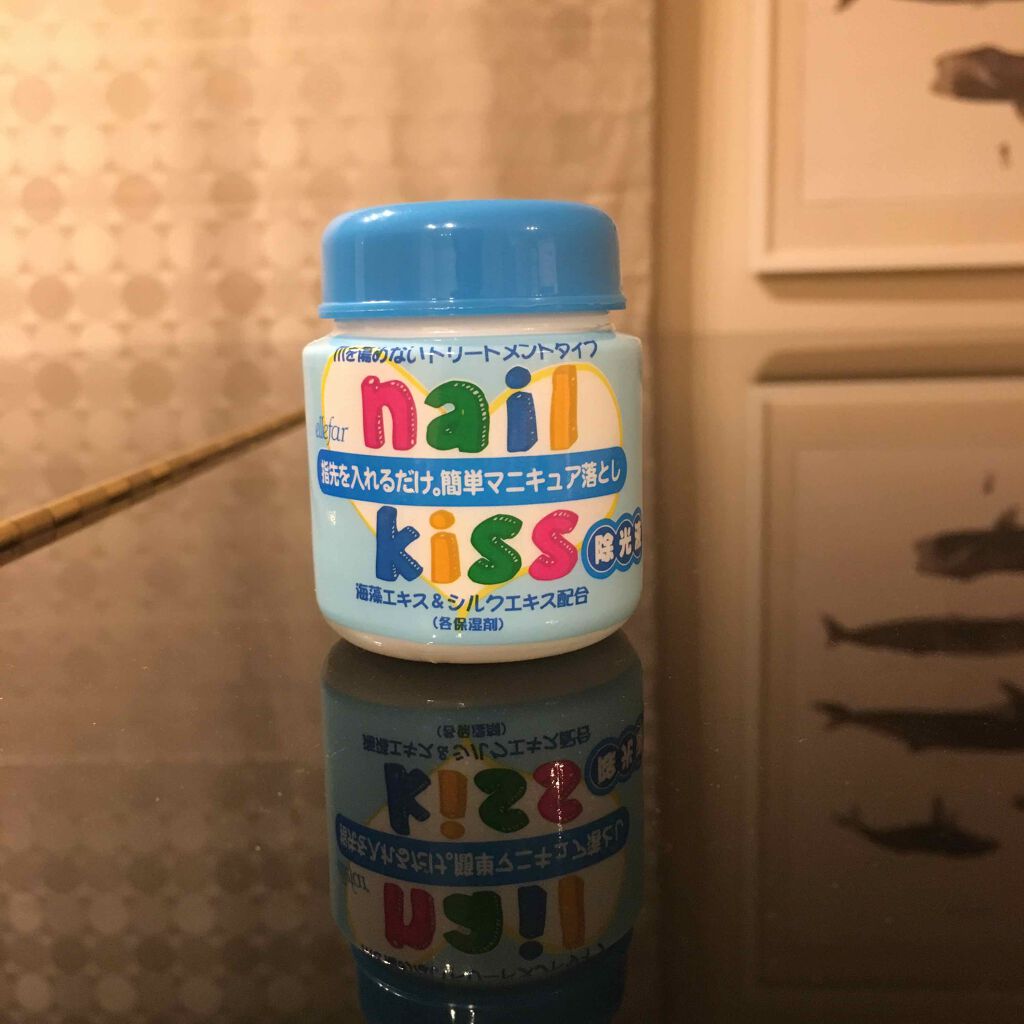 爪を傷めないトリートメントタイプ
nail
ellefar
指先を入れるだけ。簡単マニキュア落とし
kiss
除光液
海藻エキス&シルクエキス配合
(各保湿剤)